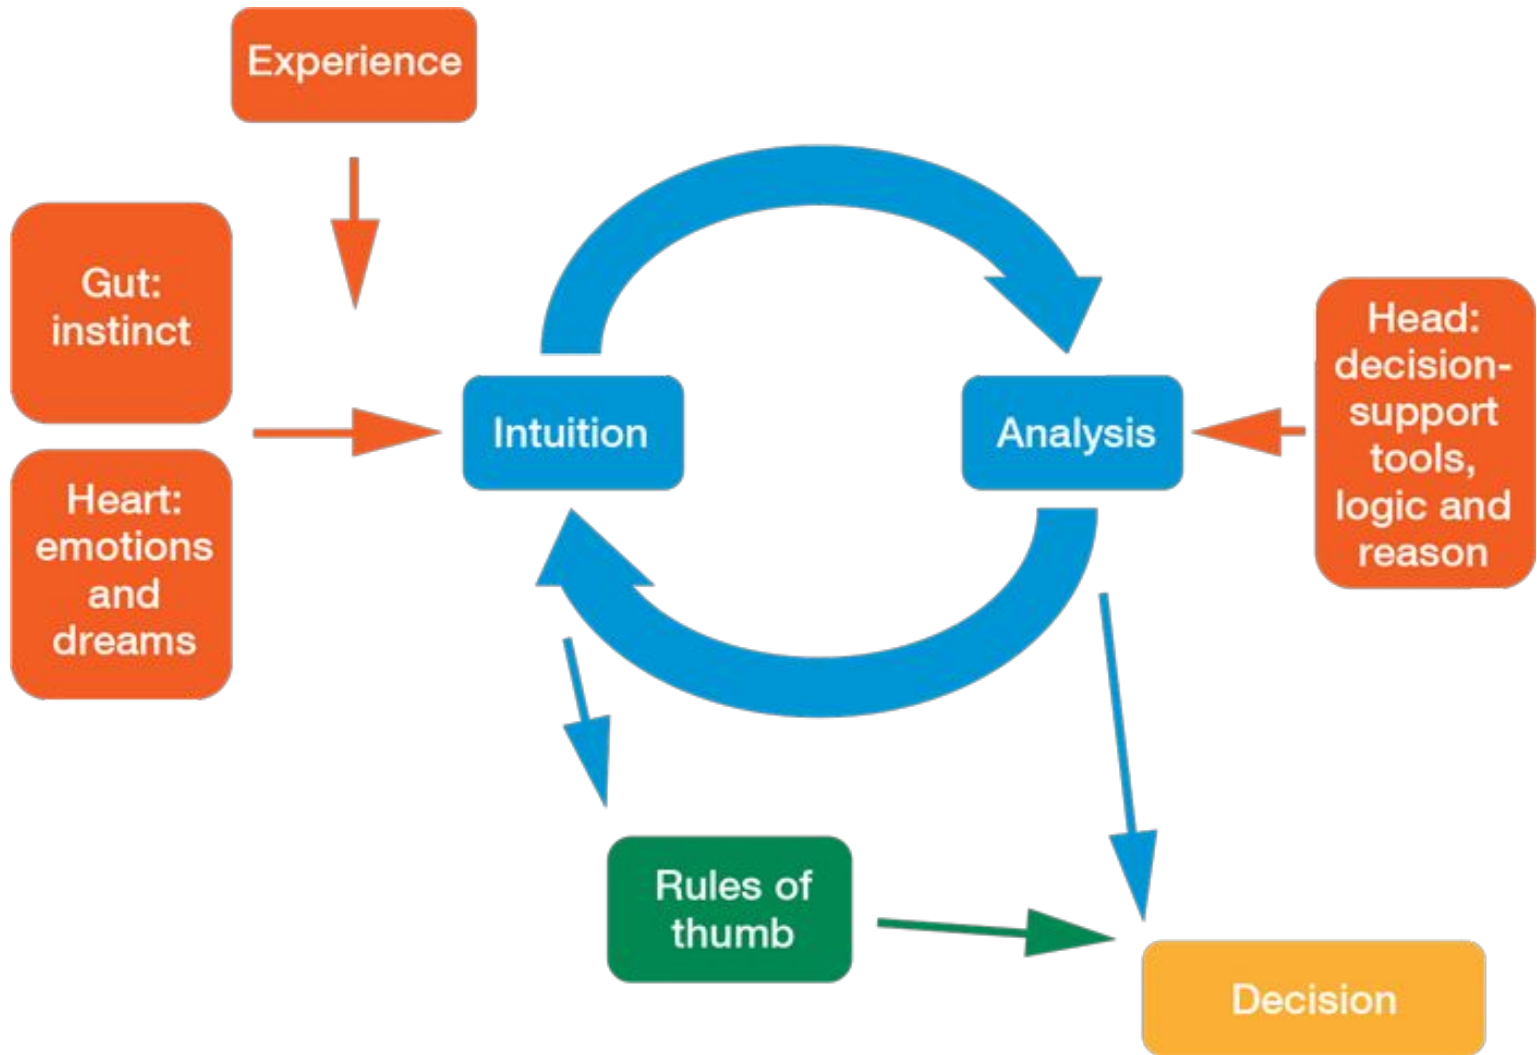 Experience
Gut:
instinct
Heart:
emotions
and
dreams
Intuition
Analysis
Head:
decision-
support
tools,
logic and
reason
Rules of
thumb
Decision